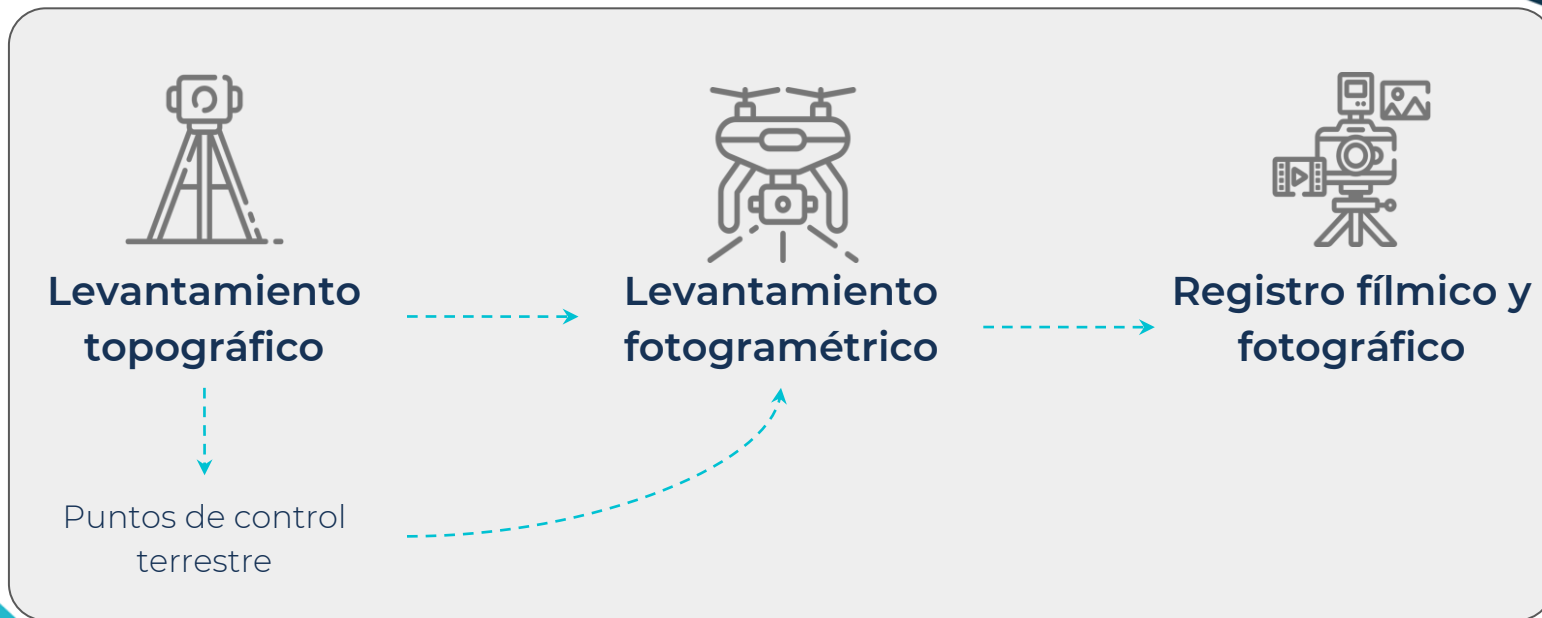 Levantamiento
topográfico
Levantamiento
fotogramétrico
Registro fílmico y
fotográfico
Puntos de control
terrestre